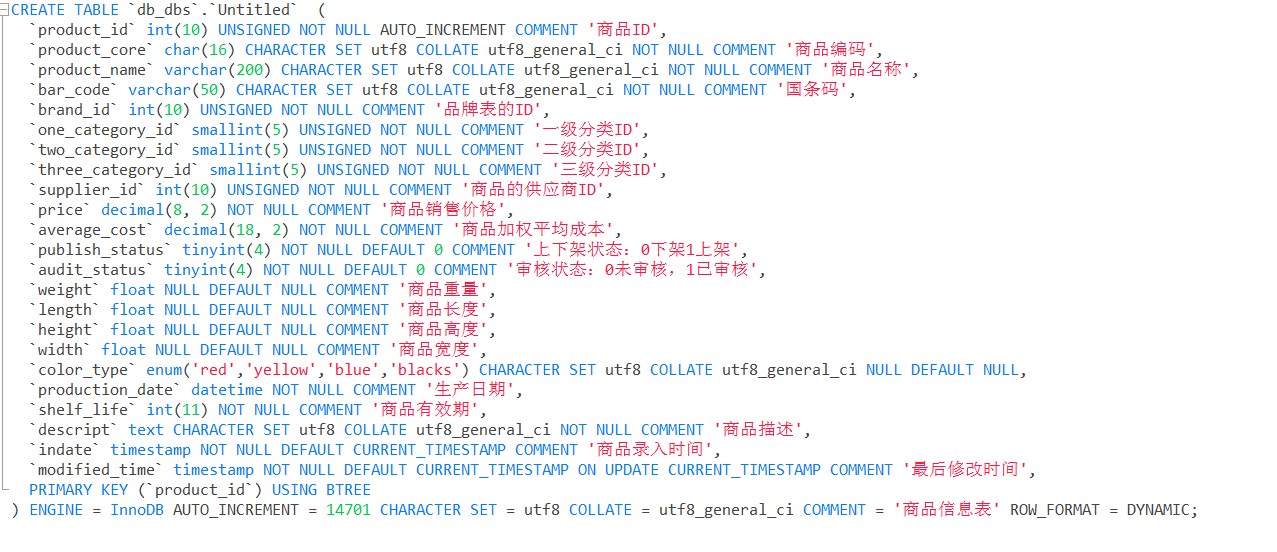 CREATE TABLE `db_dbs`.`Untitled`  (
  `product_id` int(10) UNSIGNED NOT NULL AUTO_INCREMENT COMMENT '商品ID',
  `product_core` char(16) CHARACTER SET utf8 COLLATE utf8_general_ci NOT NULL COMMENT '商品编码',
  `product_name` varchar(200) CHARACTER SET utf8 COLLATE utf8_general_ci NOT NULL COMMENT '商品名称',
  `bar_code` varchar(50) CHARACTER SET utf8 COLLATE utf8_general_ci NOT NULL COMMENT '国条码',
  `brand_id` int(10) UNSIGNED NOT NULL COMMENT '品牌表的ID',
  `one_category_id` smallint(5) UNSIGNED NOT NULL COMMENT '一级分类ID',
  `two_category_id` smallint(5) UNSIGNED NOT NULL COMMENT '二级分类ID',
  `three_category_id` smallint(5) UNSIGNED NOT NULL COMMENT '三级分类ID',
  `supplier_id` int(10) UNSIGNED NOT NULL COMMENT '商品的供应商ID',
  `price` decimal(8, 2) NOT NULL COMMENT '商品销售价格',
  `average_cost` decimal(18, 2) NOT NULL COMMENT '商品加权平均成本',
  `publish_status` tinyint(4) NOT NULL DEFAULT 0 COMMENT '上下架状态：0下架1上架',
  `audit_status` tinyint(4) NOT NULL DEFAULT 0 COMMENT '审核状态：0未审核，1已审核',
  `weight` float NULL DEFAULT NULL COMMENT '商品重量',
  `length` float NULL DEFAULT NULL COMMENT '商品长度',
  `height` float NULL DEFAULT NULL COMMENT '商品高度',
  `width` float NULL DEFAULT NULL COMMENT '商品宽度',
  `color_type` enum('red','yellow','blue','blacks') CHARACTER SET utf8 COLLATE utf8_general_ci NULL DEFAULT NULL,
  `production_date` datetime NOT NULL COMMENT '生产日期',
  `shelf_life` int(11) NOT NULL COMMENT '商品有效期',
  `descript` text CHARACTER SET utf8 COLLATE utf8_general_ci NOT NULL COMMENT '商品描述',
  `indate` timestamp NOT NULL DEFAULT CURRENT_TIMESTAMP COMMENT '商品录入时间',
  `modified_time` timestamp NOT NULL DEFAULT CURRENT_TIMESTAMP ON UPDATE CURRENT_TIMESTAMP COMMENT '最后修改时间',
  PRIMARY KEY (`product_id`) USING BTREE
) ENGINE = InnoDB AUTO_INCREMENT = 14701 CHARACTER SET = utf8 COLLATE = utf8_general_ci COMMENT = '商品信息表' ROW_FORMAT = DYNAMIC;